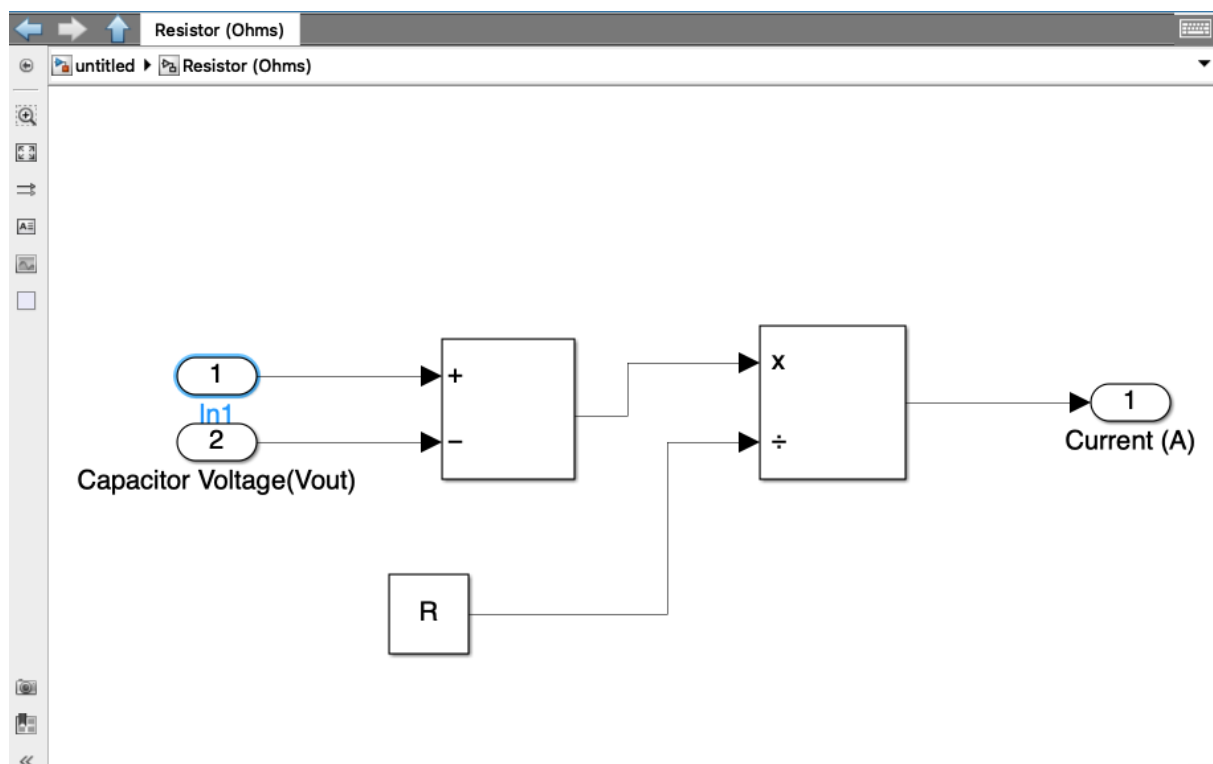 Resistor (Ohms)
untitled Resistor (Ohms)
1
In1
2
Capacitor Voltage(Vout)
+
−
R
x
÷
1
Current (A)